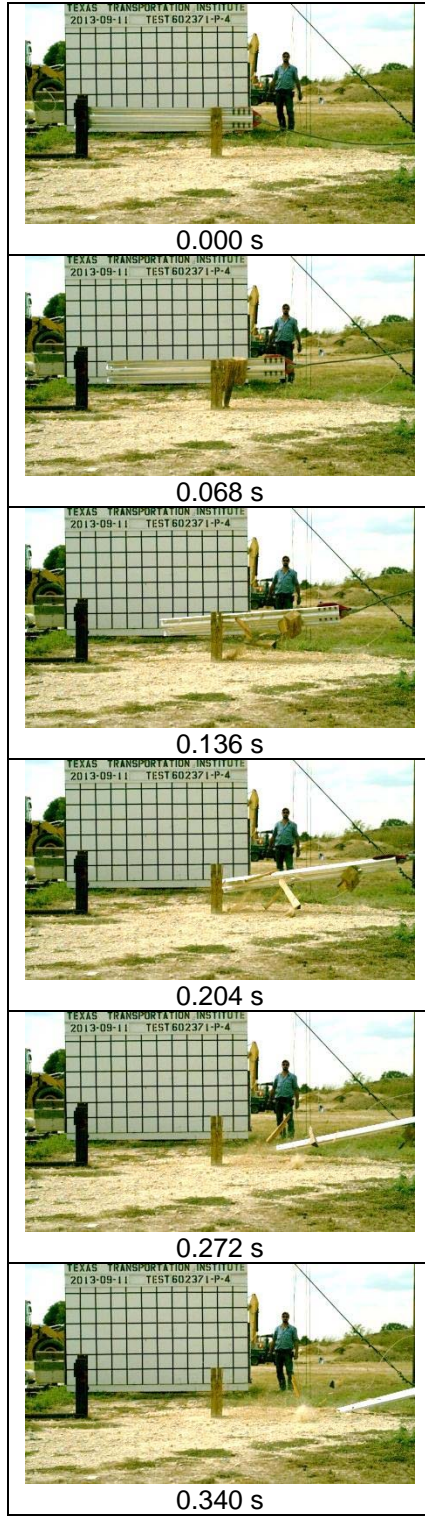 TEXAS TRANSPORTATION INSTITUTE
2013-09-11 TEST 602371-P-4
0.000 s
TEXAS TRANSPORTATION INSTITUTE
2013-09-11 TEST 602371-P-4
0.068 s
TEXAS TRANSPORTATION INSTITUTE
2013-09-11 TEST 602371-P-4
0.136 s
TEXAS TRANSPORTATION INSTITUTE
2013-09-11 TEST 602371-P-4
0.204 s
TEXAS TRANSPORTATION INSTITUTE
2013-09-11 TEST 602371-P-4
0.272 s
TEXAS TRANSPORTATION INSTITUTE
2013-09-11 TEST 602371-P-4
0.340 s